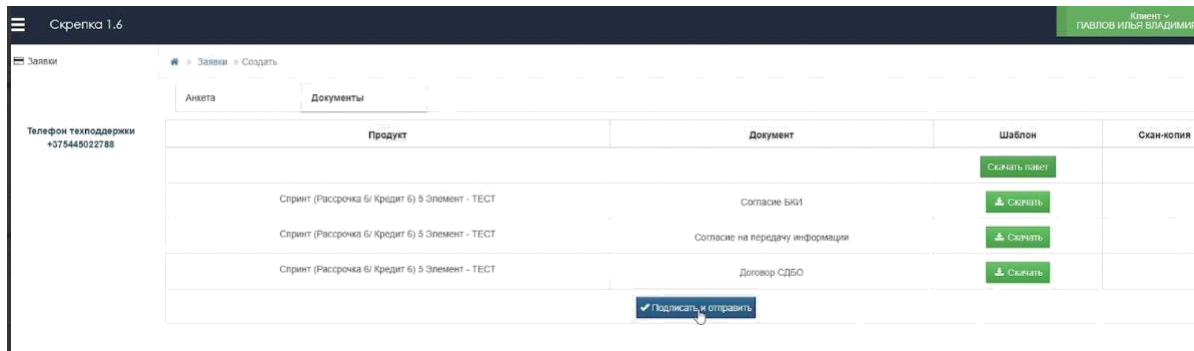 Скрепка 1.6
Клиент
ПАВЛОВ ИЛЬЯ ВЛАДИМИ
Заявки
» Заявки » Создать
Анкета Документы
Телефон техподдержки
+375445022788
Продукт Документ Шаблон Скан-копия
Скачать пакет
Спринт (Рассрочка 6/ Кредит 6) 5 Элемент - ТЕСТ Согласие БКИ Скачать
Спринт (Рассрочка 6/ Кредит 6) 5 Элемент - ТЕСТ Согласие на передачу информации Скачать
Спринт (Рассрочка 6/ Кредит 6) 5 Элемент - ТЕСТ Договор СДБО Скачать
Подписать и отправить